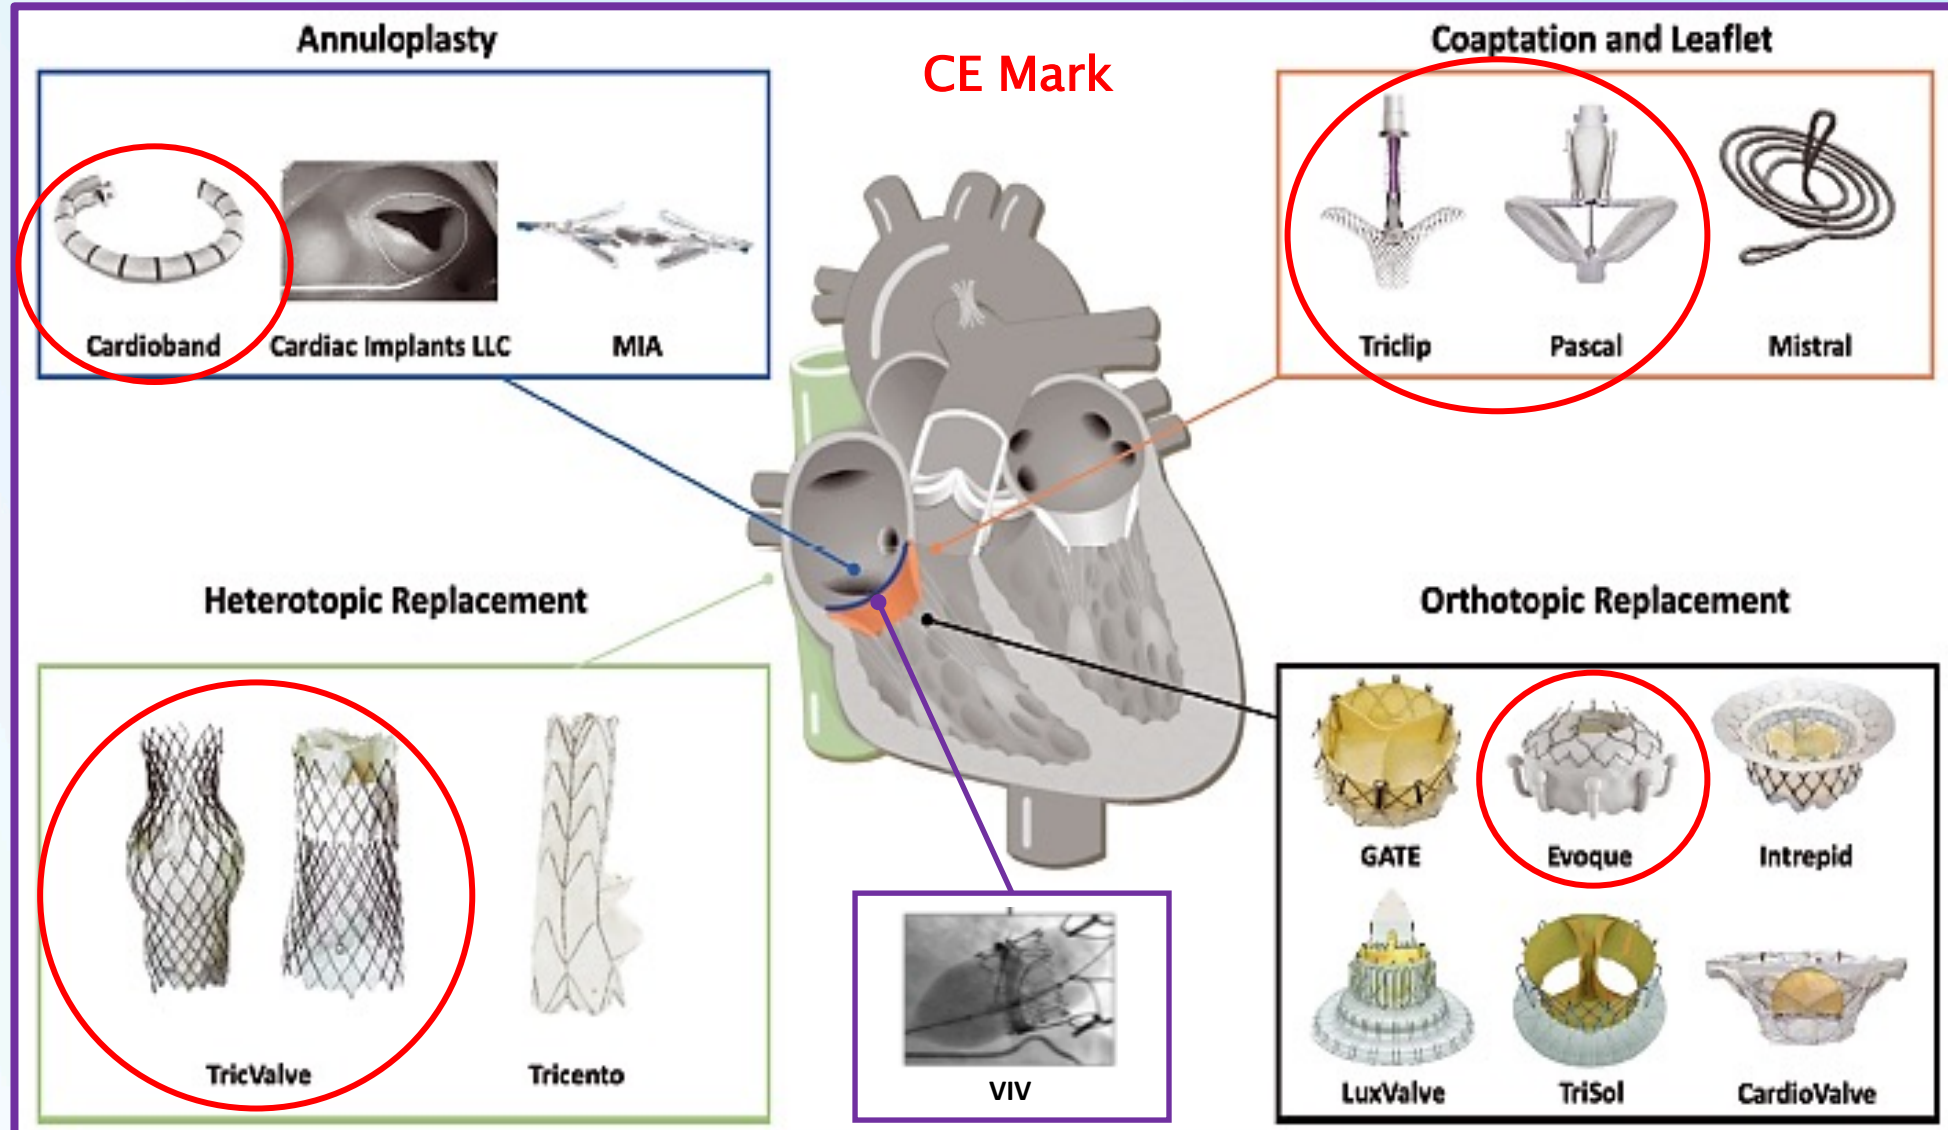 Annuloplasty
CE Mark
Coaptation and Leaflet
Cardioband
Cardiac Implants LLC
MIA
Triclip
Pascal
Mistral
Heterotopic Replacement
Orthotopic Replacement
TricValve
Tricento
VIV
GATE
Evoque
Intrepid
LuxValve
TriSol
CardioValve